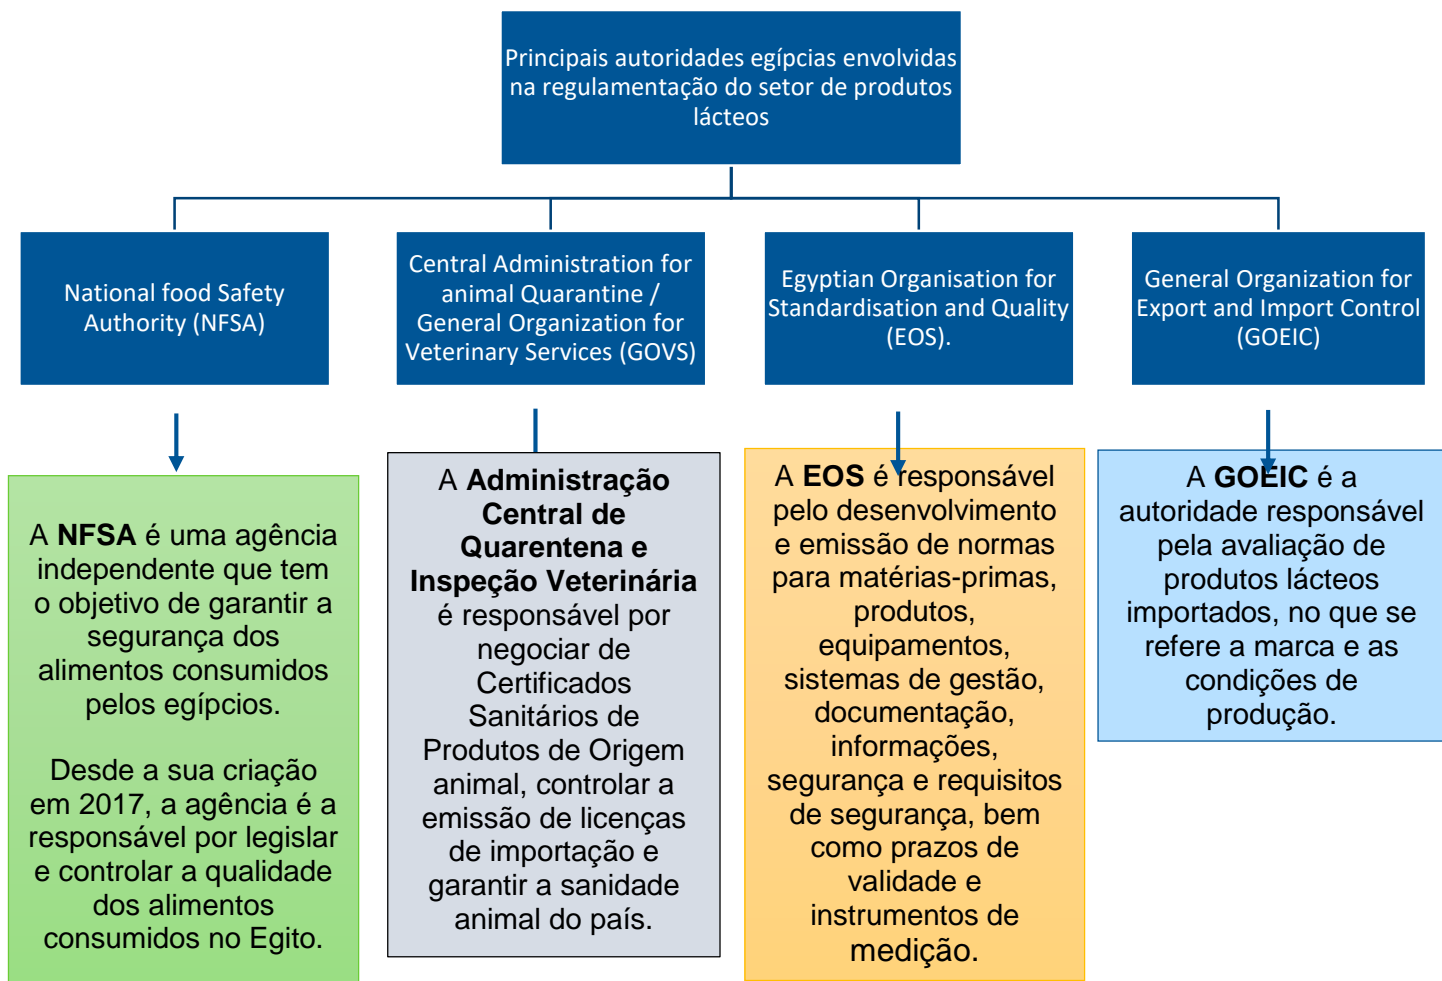 Principais autoridades egípcias envolvidas
na regulamentação do setor de produtos
lácteos
National food Safety
Authority (NFSA)
Central Administration for
animal Quarantine /
General Organization for
Veterinary Services (GOVS)
Egyptian Organisation for
Standardisation and Quality
(EOS).
General Organization for
Export and Import Control
(GOEIC)
A NFSA é uma agência
independente que tem
o objetivo de garantir a
segurança dos
alimentos consumidos
pelos egípcios.
Desde a sua criação
em 2017, a agência é a
responsável por legislar
e controlar a qualidade
dos alimentos
consumidos no Egito.
A Administração
Central de
Quarentena e
Inspeção Veterinária
é responsável por
negociar de
Certificados
Sanitários de
Produtos de Origem
animal, controlar a
emissão de licenças
de importação e
garantir a sanidade
animal do país.
A EOS é responsável
pelo desenvolvimento
e emissão de normas
para matérias-primas,
produtos,
equipamentos,
sistemas de gestão,
documentação,
informações,
segurança e requisitos
de segurança, bem
como prazos de
validade e
instrumentos de
medição.
A GOEIC é a
autoridade responsável
pela avaliação de
produtos lácteos
importados, no que se
refere a marca e as
condições de
produção.